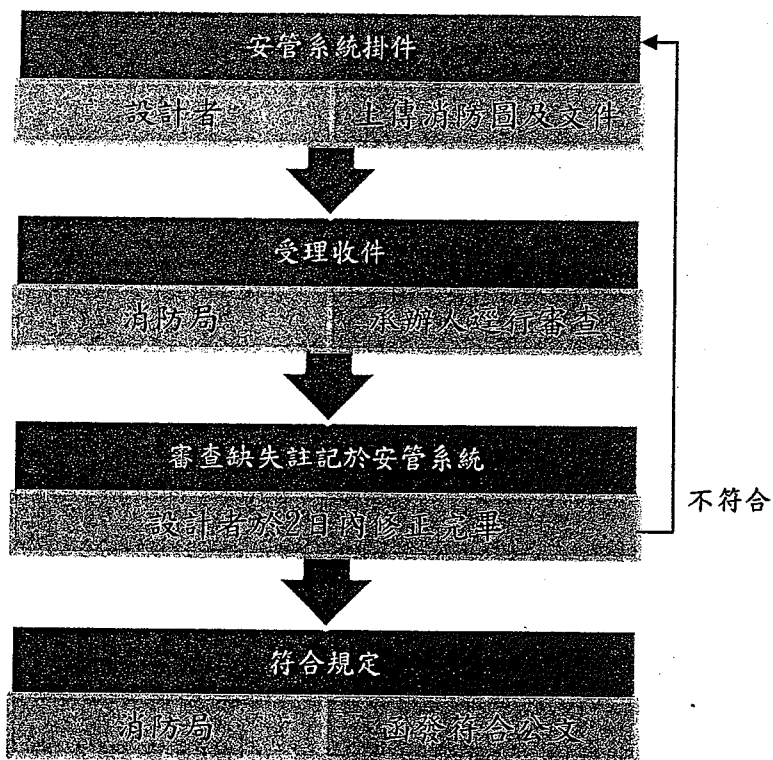 安管系統掛件
設計者 上傳消防圖及文件
受理收件
消防局 承辦人逕行審查
審查缺失註記於安管系統
設計者於2日內修正完畢
不符合
符合規定
消防局 函發符合公文